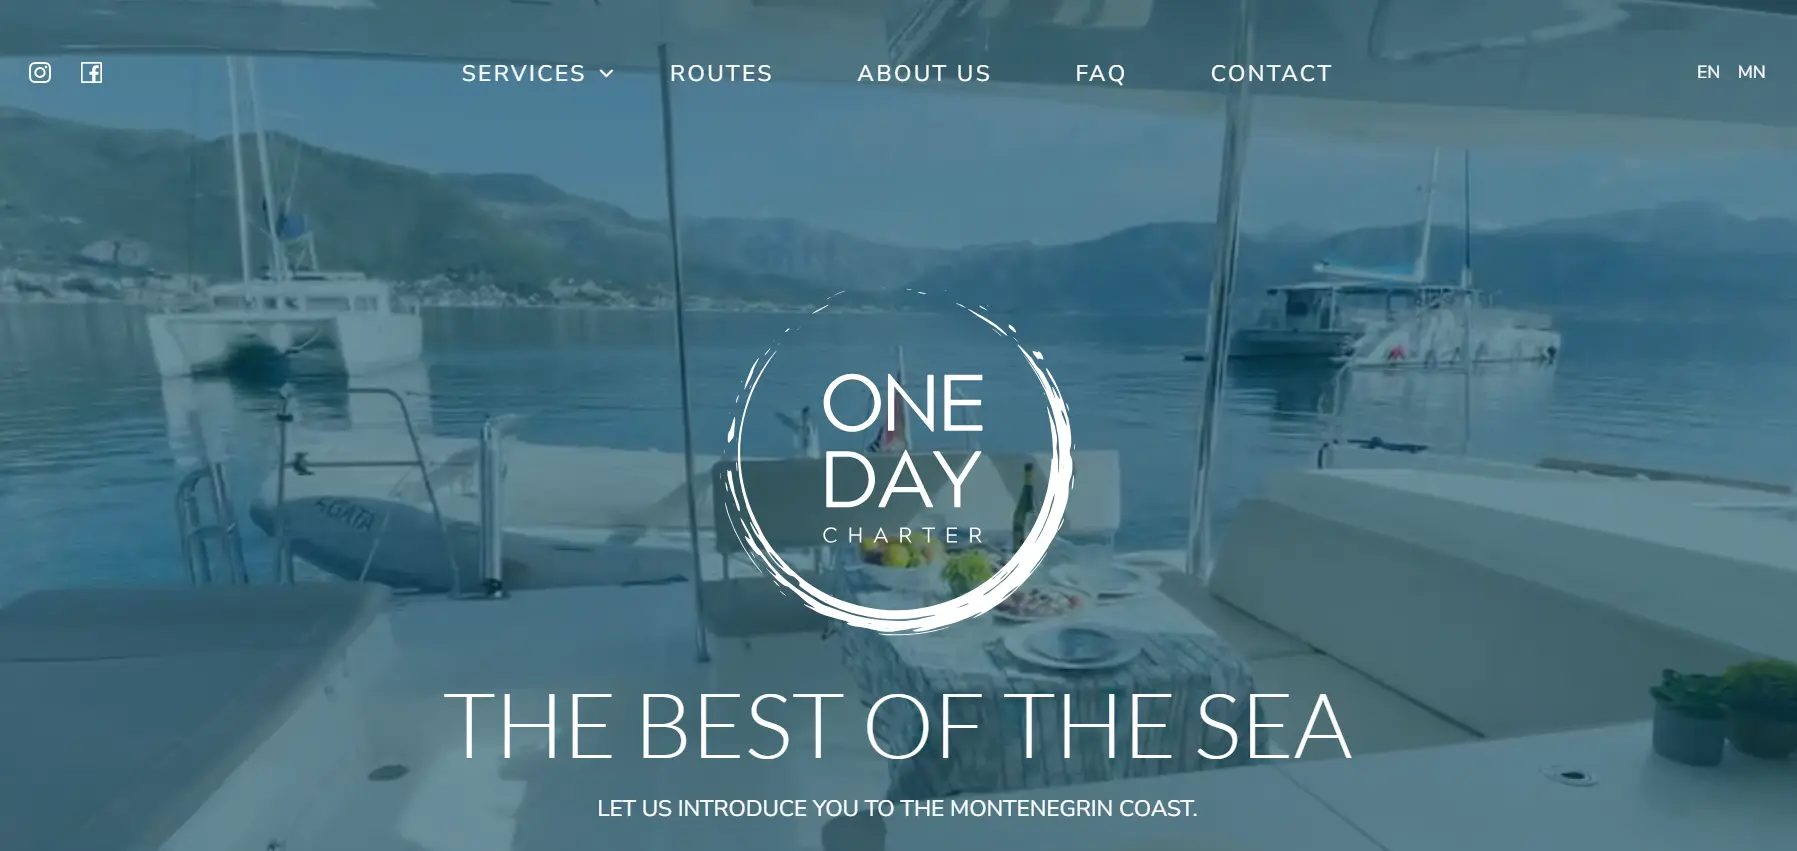 SERVICES
ROUTES
ABOUT US
FAQ
CONTACT
EN
MN
ONE
DAY
CHARTER
AGATA
THE BEST OF THE SEA
LET US INTRODUCE YOU TO THE MONTENEGRIN COAST.